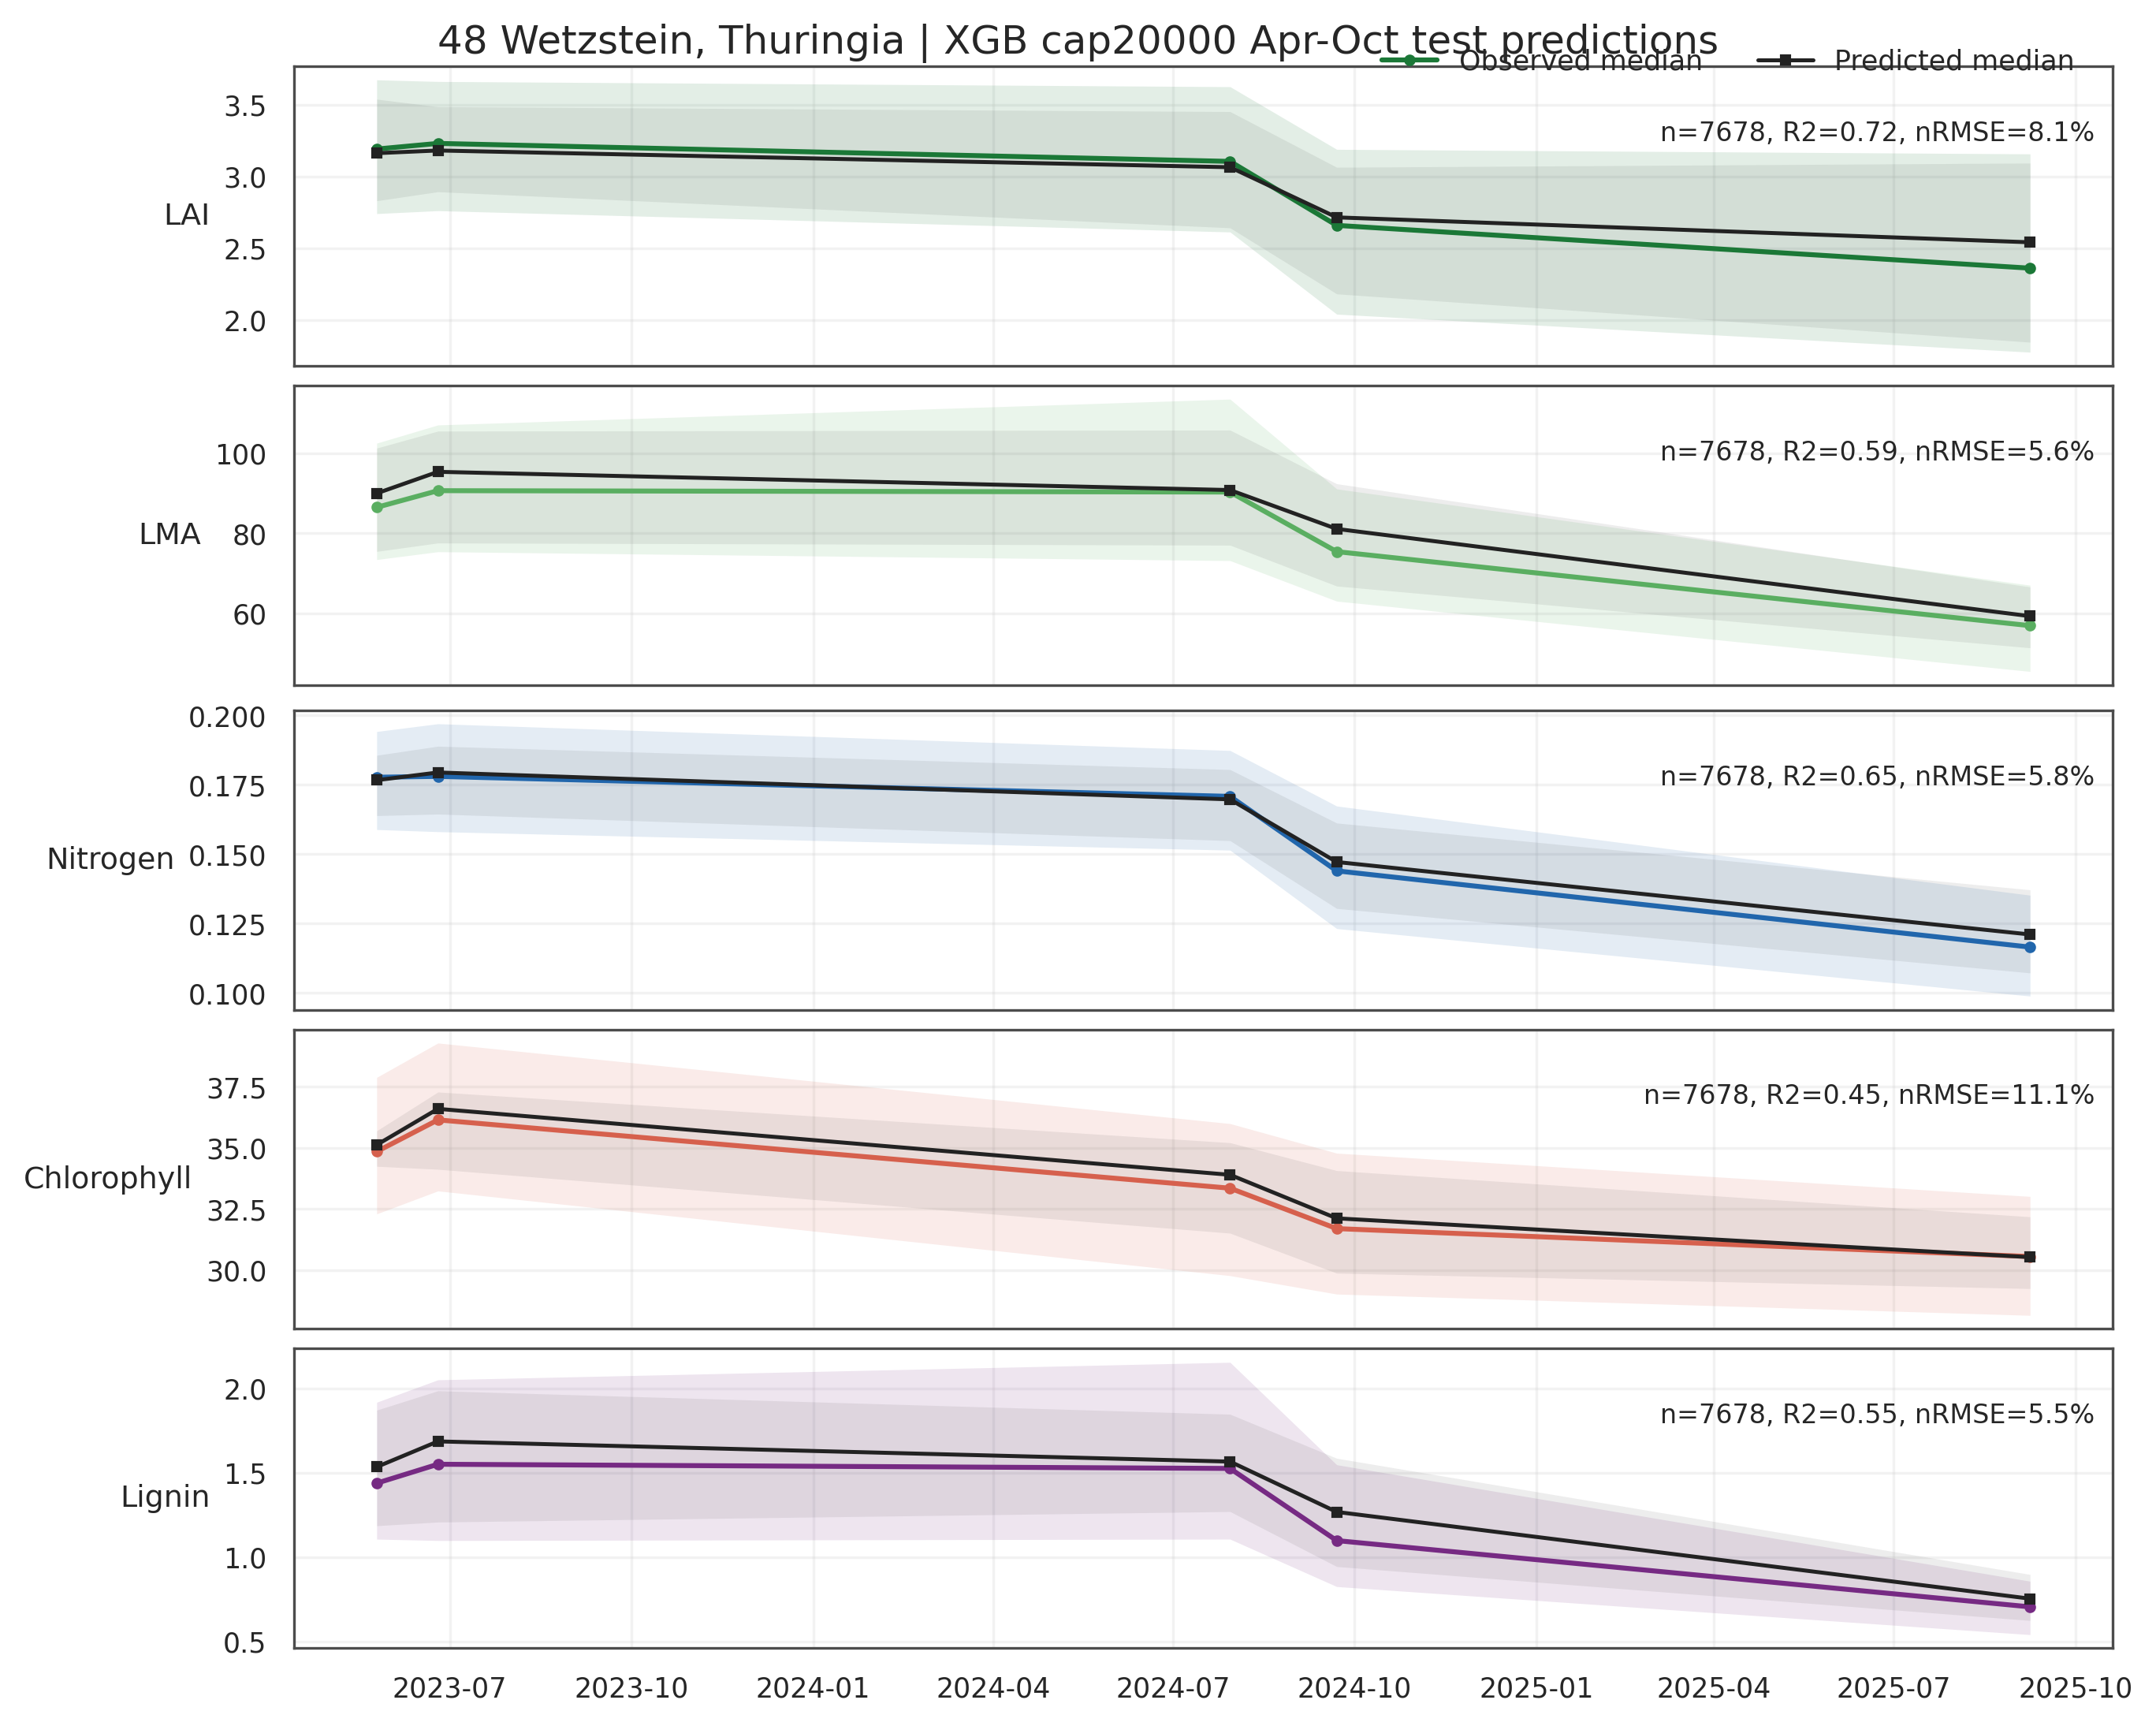 48 Wetzstein, Thuringia | XGB cap20000 Apr-Oct test predictions
Observed median
Predicted median
3.5
n=7678, R2=0.72, nRMSE=8.1%
3.0
LAI
2.5
2.0
100
n=7678, R2=0.59, nRMSE=5.6%
LMA
80
60
0.200
n=7678, R2=0.65, nRMSE=5.8%
0.175
Nitrogen
0.150
0.125
0.100
37.5
n=7678, R2=0.45, nRMSE=11.1%
35.0
Chlorophyll
32.5
30.0
2.0
n=7678, R2=0.55, nRMSE=5.5%
1.5
Lignin
1.0
0.5
2023-07 2023-10 2024-01 2024-04 2024-07 2024-10 2025-01 2025-04 2025-07 2025-10